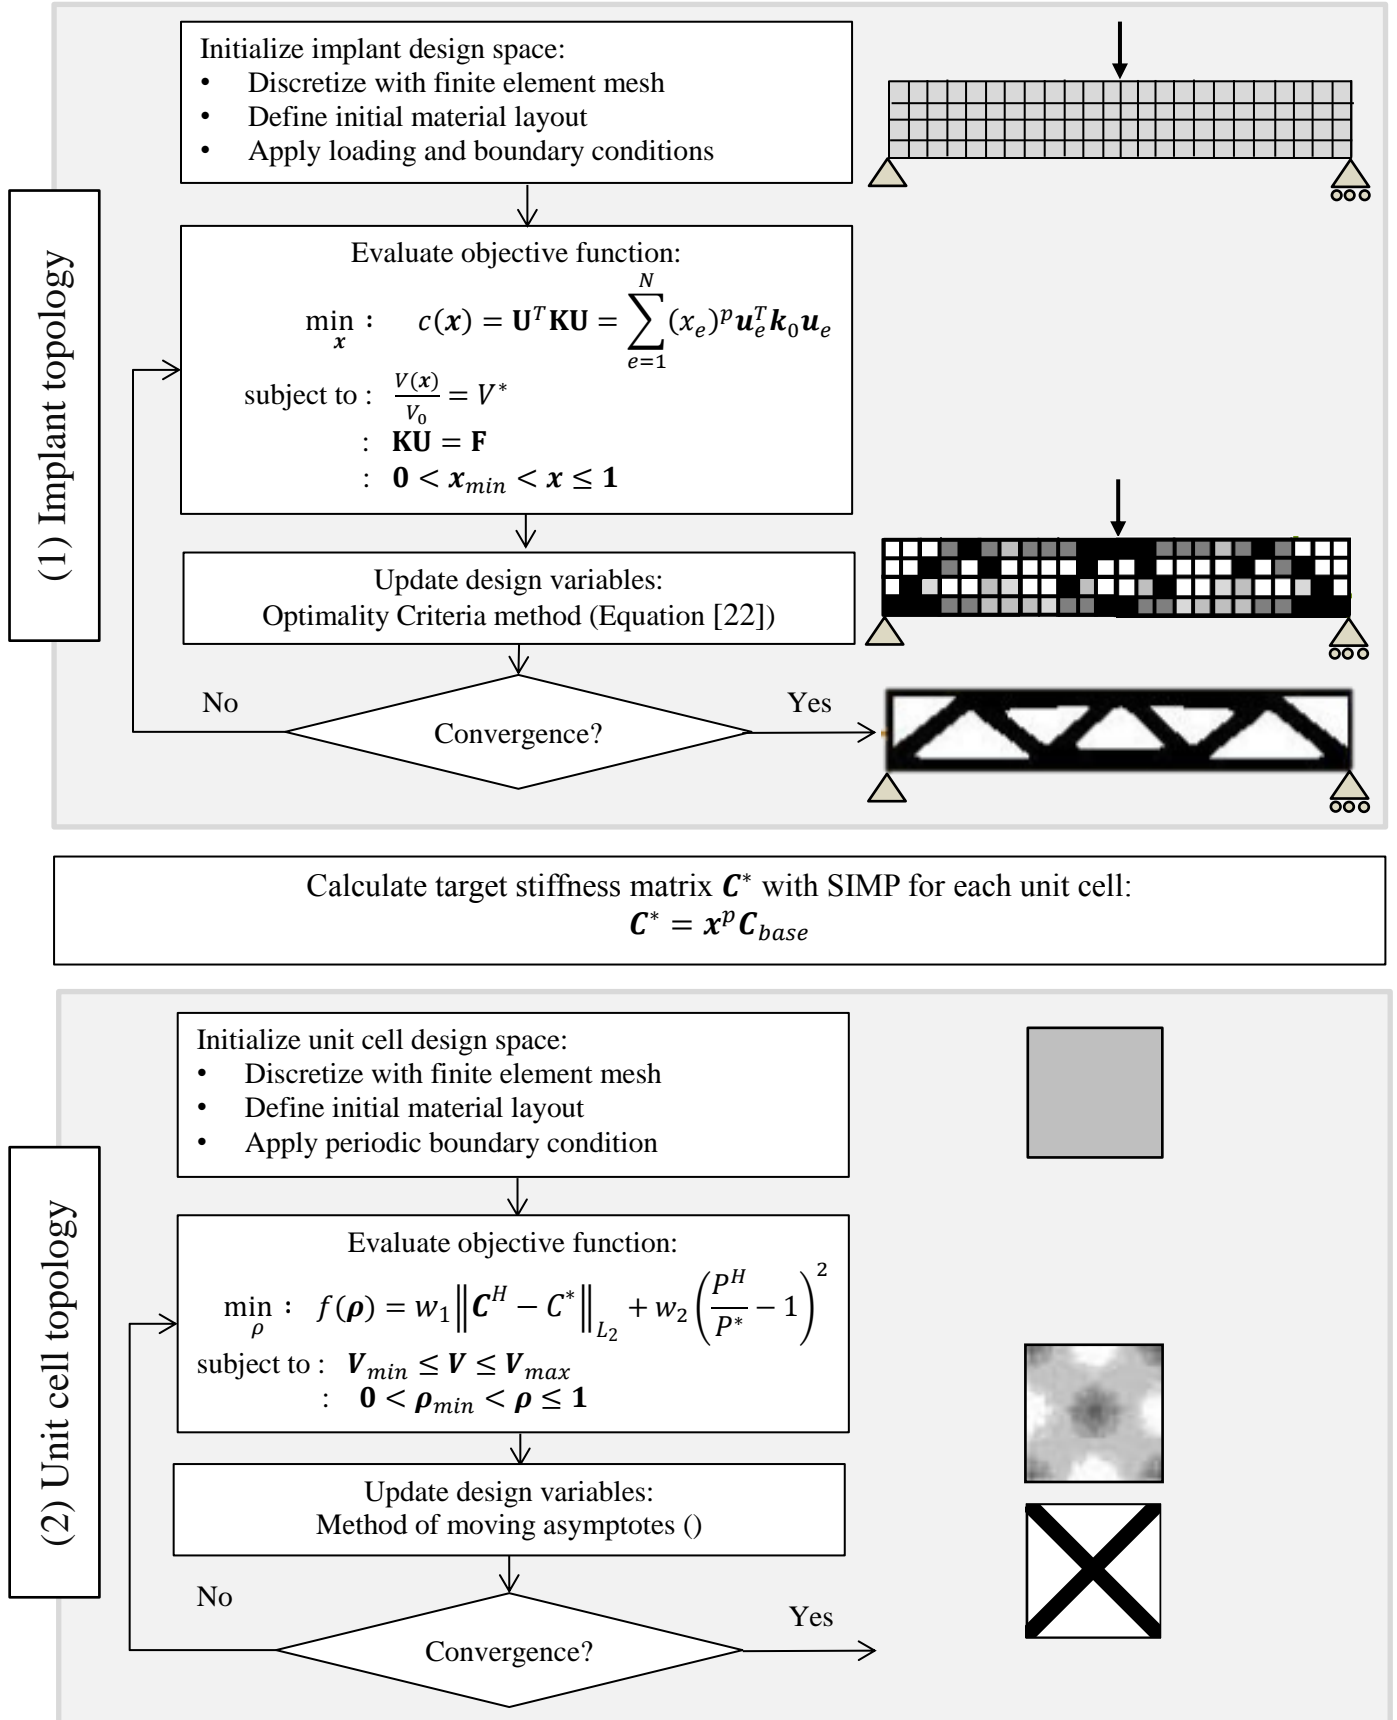 Initialize implant design space:
• Discretize with finite element mesh
• Define initial material layout
• Apply loading and boundary conditions
(1) Implant topology
Evaluate objective function:
min_𝒙 : c(𝒙) = 𝐔^T 𝐊𝐔 = ∑_{e=1}^{N} (x_e)^p 𝒖_e^T 𝒌_0 𝒖_e
subject to : V(𝒙)/V_0 = V^*
: 𝐊𝐔 = 𝐅
: 𝟎 < 𝒙_min < 𝒙 ≤ 𝟏
Update design variables:
Optimality Criteria method (Equation [22])
No
Yes
Convergence?
Calculate target stiffness matrix 𝑪^* with SIMP for each unit cell:
𝑪^* = 𝒙^p 𝑪_base
Initialize unit cell design space:
• Discretize with finite element mesh
• Define initial material layout
• Apply periodic boundary condition
(2) Unit cell topology
Evaluate objective function:
min_ρ : f(𝝆) = w_1 ‖𝑪^H − C^*‖_{L_2} + w_2 (P^H/P^* − 1)^2
subject to : 𝑽_min ≤ 𝑽 ≤ 𝑽_max
: 𝟎 < 𝝆_min < 𝝆 ≤ 𝟏
Update design variables:
Method of moving asymptotes ()
No
Yes
Convergence?